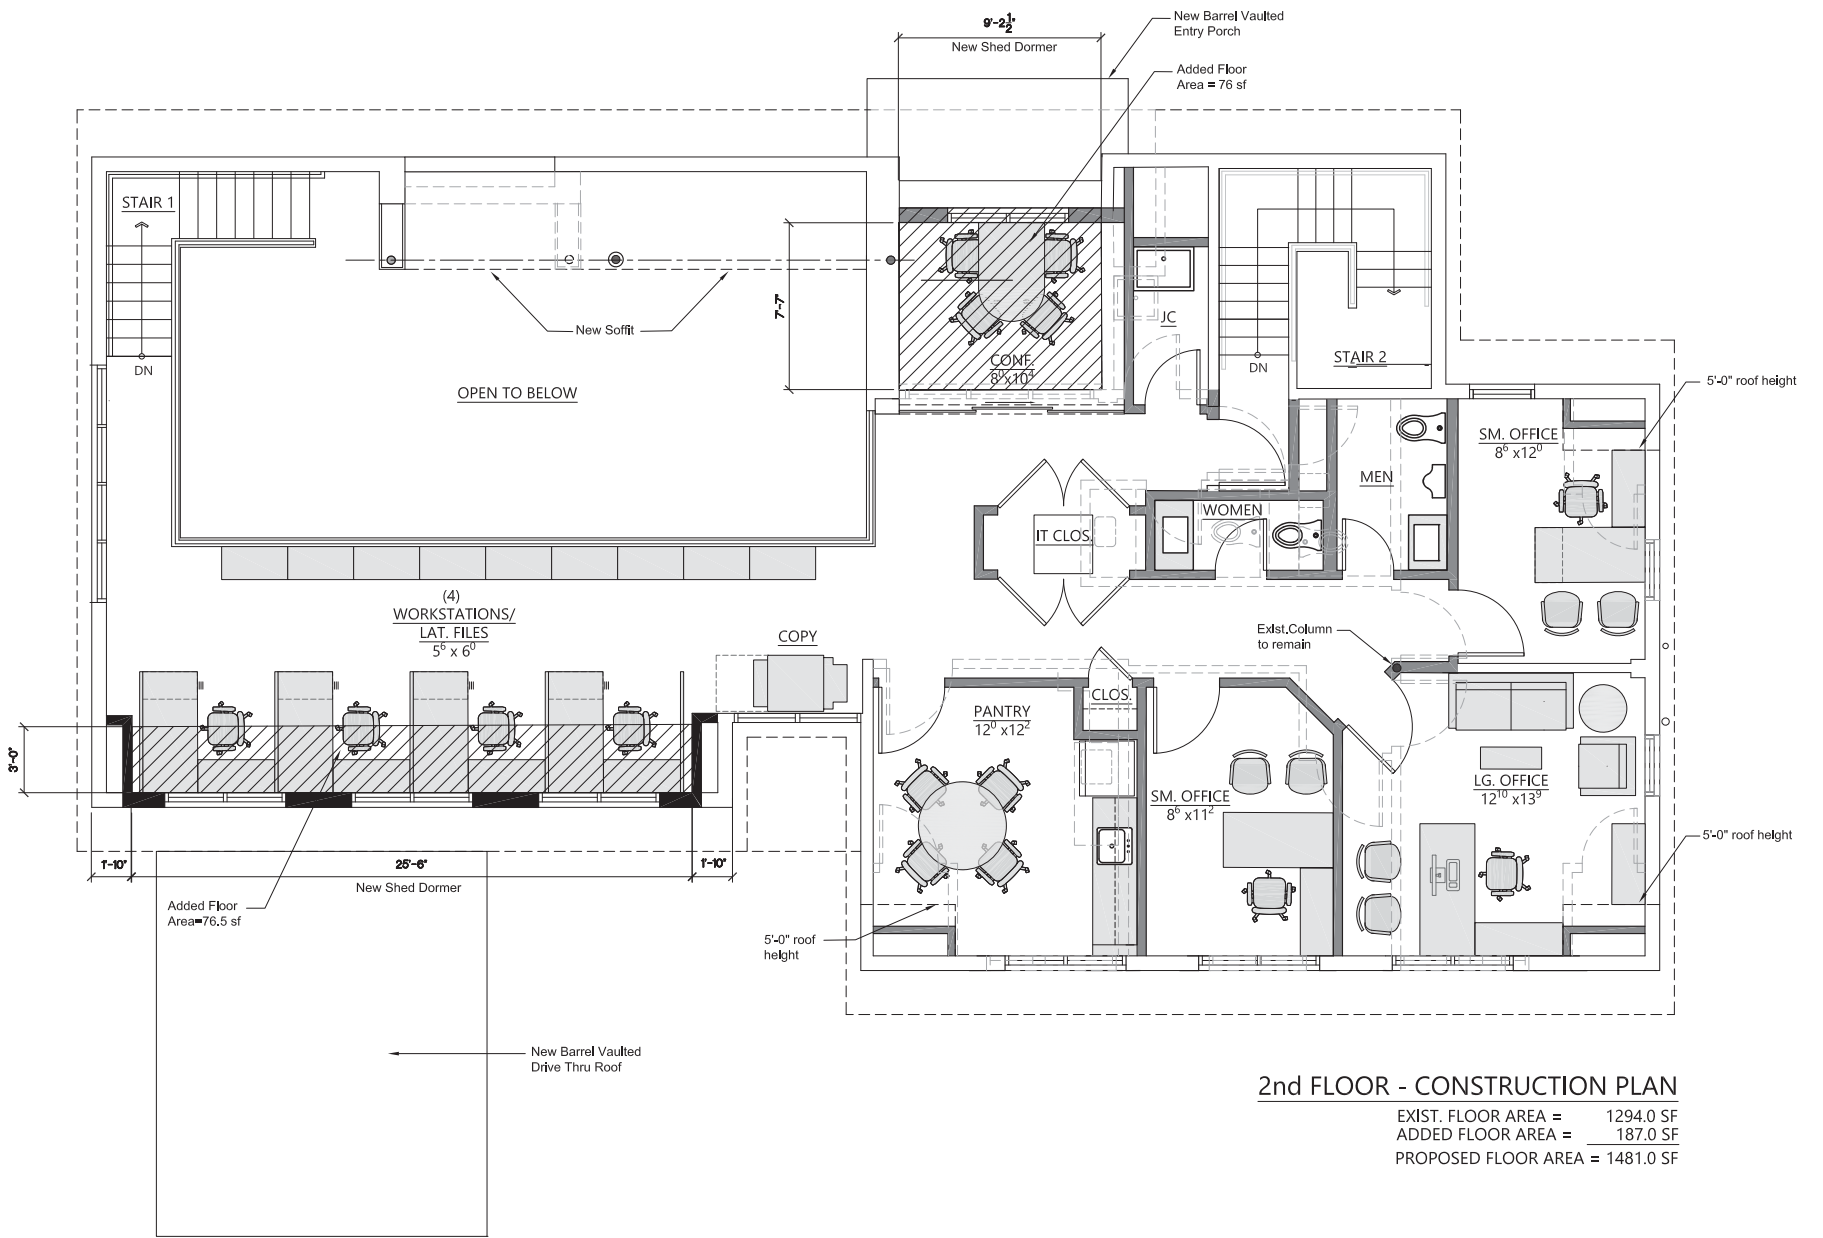 9'-2½"
New Shed Dormer
New Barrel Vaulted
Entry Porch
Added Floor
Area = 76 sf
STAIR 1
DN
New Soffit
OPEN TO BELOW
7'-7"
CONF.
8⁰x10⁴
JC
STAIR 2
DN
5'-0" roof height
SM. OFFICE
8⁶ x12⁰
MEN
WOMEN
IT CLOS.
(4)
WORKSTATIONS/
LAT. FILES
5⁶ x 6⁰
COPY
Exist.Column
to remain
CLOS.
PANTRY
12⁰ x12²
SM. OFFICE
8⁶ x11²
LG. OFFICE
12¹⁰ x13⁹
5'-0" roof height
3'-0"
1'-10"
25'-6"
1'-10"
New Shed Dormer
Added Floor
Area=76.5 sf
5'-0" roof
height
New Barrel Vaulted
Drive Thru Roof
2nd FLOOR - CONSTRUCTION PLAN
EXIST. FLOOR AREA = 1294.0 SF
ADDED FLOOR AREA = 187.0 SF
PROPOSED FLOOR AREA = 1481.0 SF